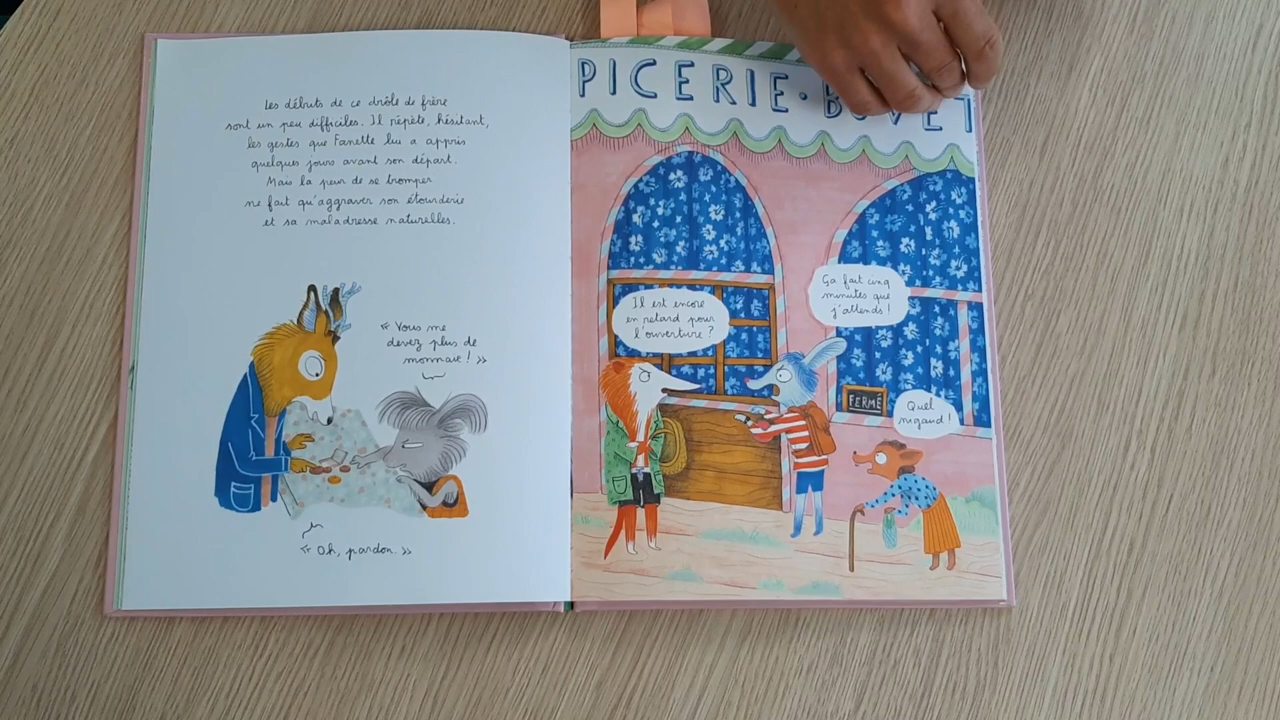 Les débuts de ce drôle de frère
sont un peu difficiles. Il répète, hésitant,
les gestes que Fanette lui a appris
quelques jours avant son départ.
Mais la peur de se tromper
ne fait qu'aggraver son étourderie
et sa maladresse naturelles.
« Vous me
devez plus de
monnaie ! »
« Oh, pardon. »
PICERIE · BUVET
Il est encore
en retard pour
l'ouverture ?
Ça fait cinq
minutes que
j'attends !
FERMÉ
Quel
nigaud !